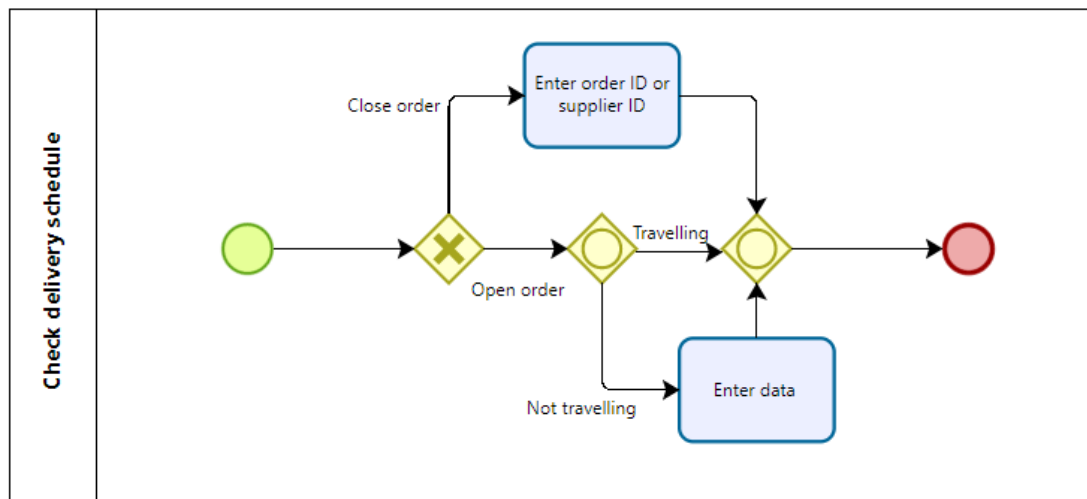 Check delivery schedule
Enter order ID or
supplier ID
Close order
Travelling
Open order
Enter data
Not travelling